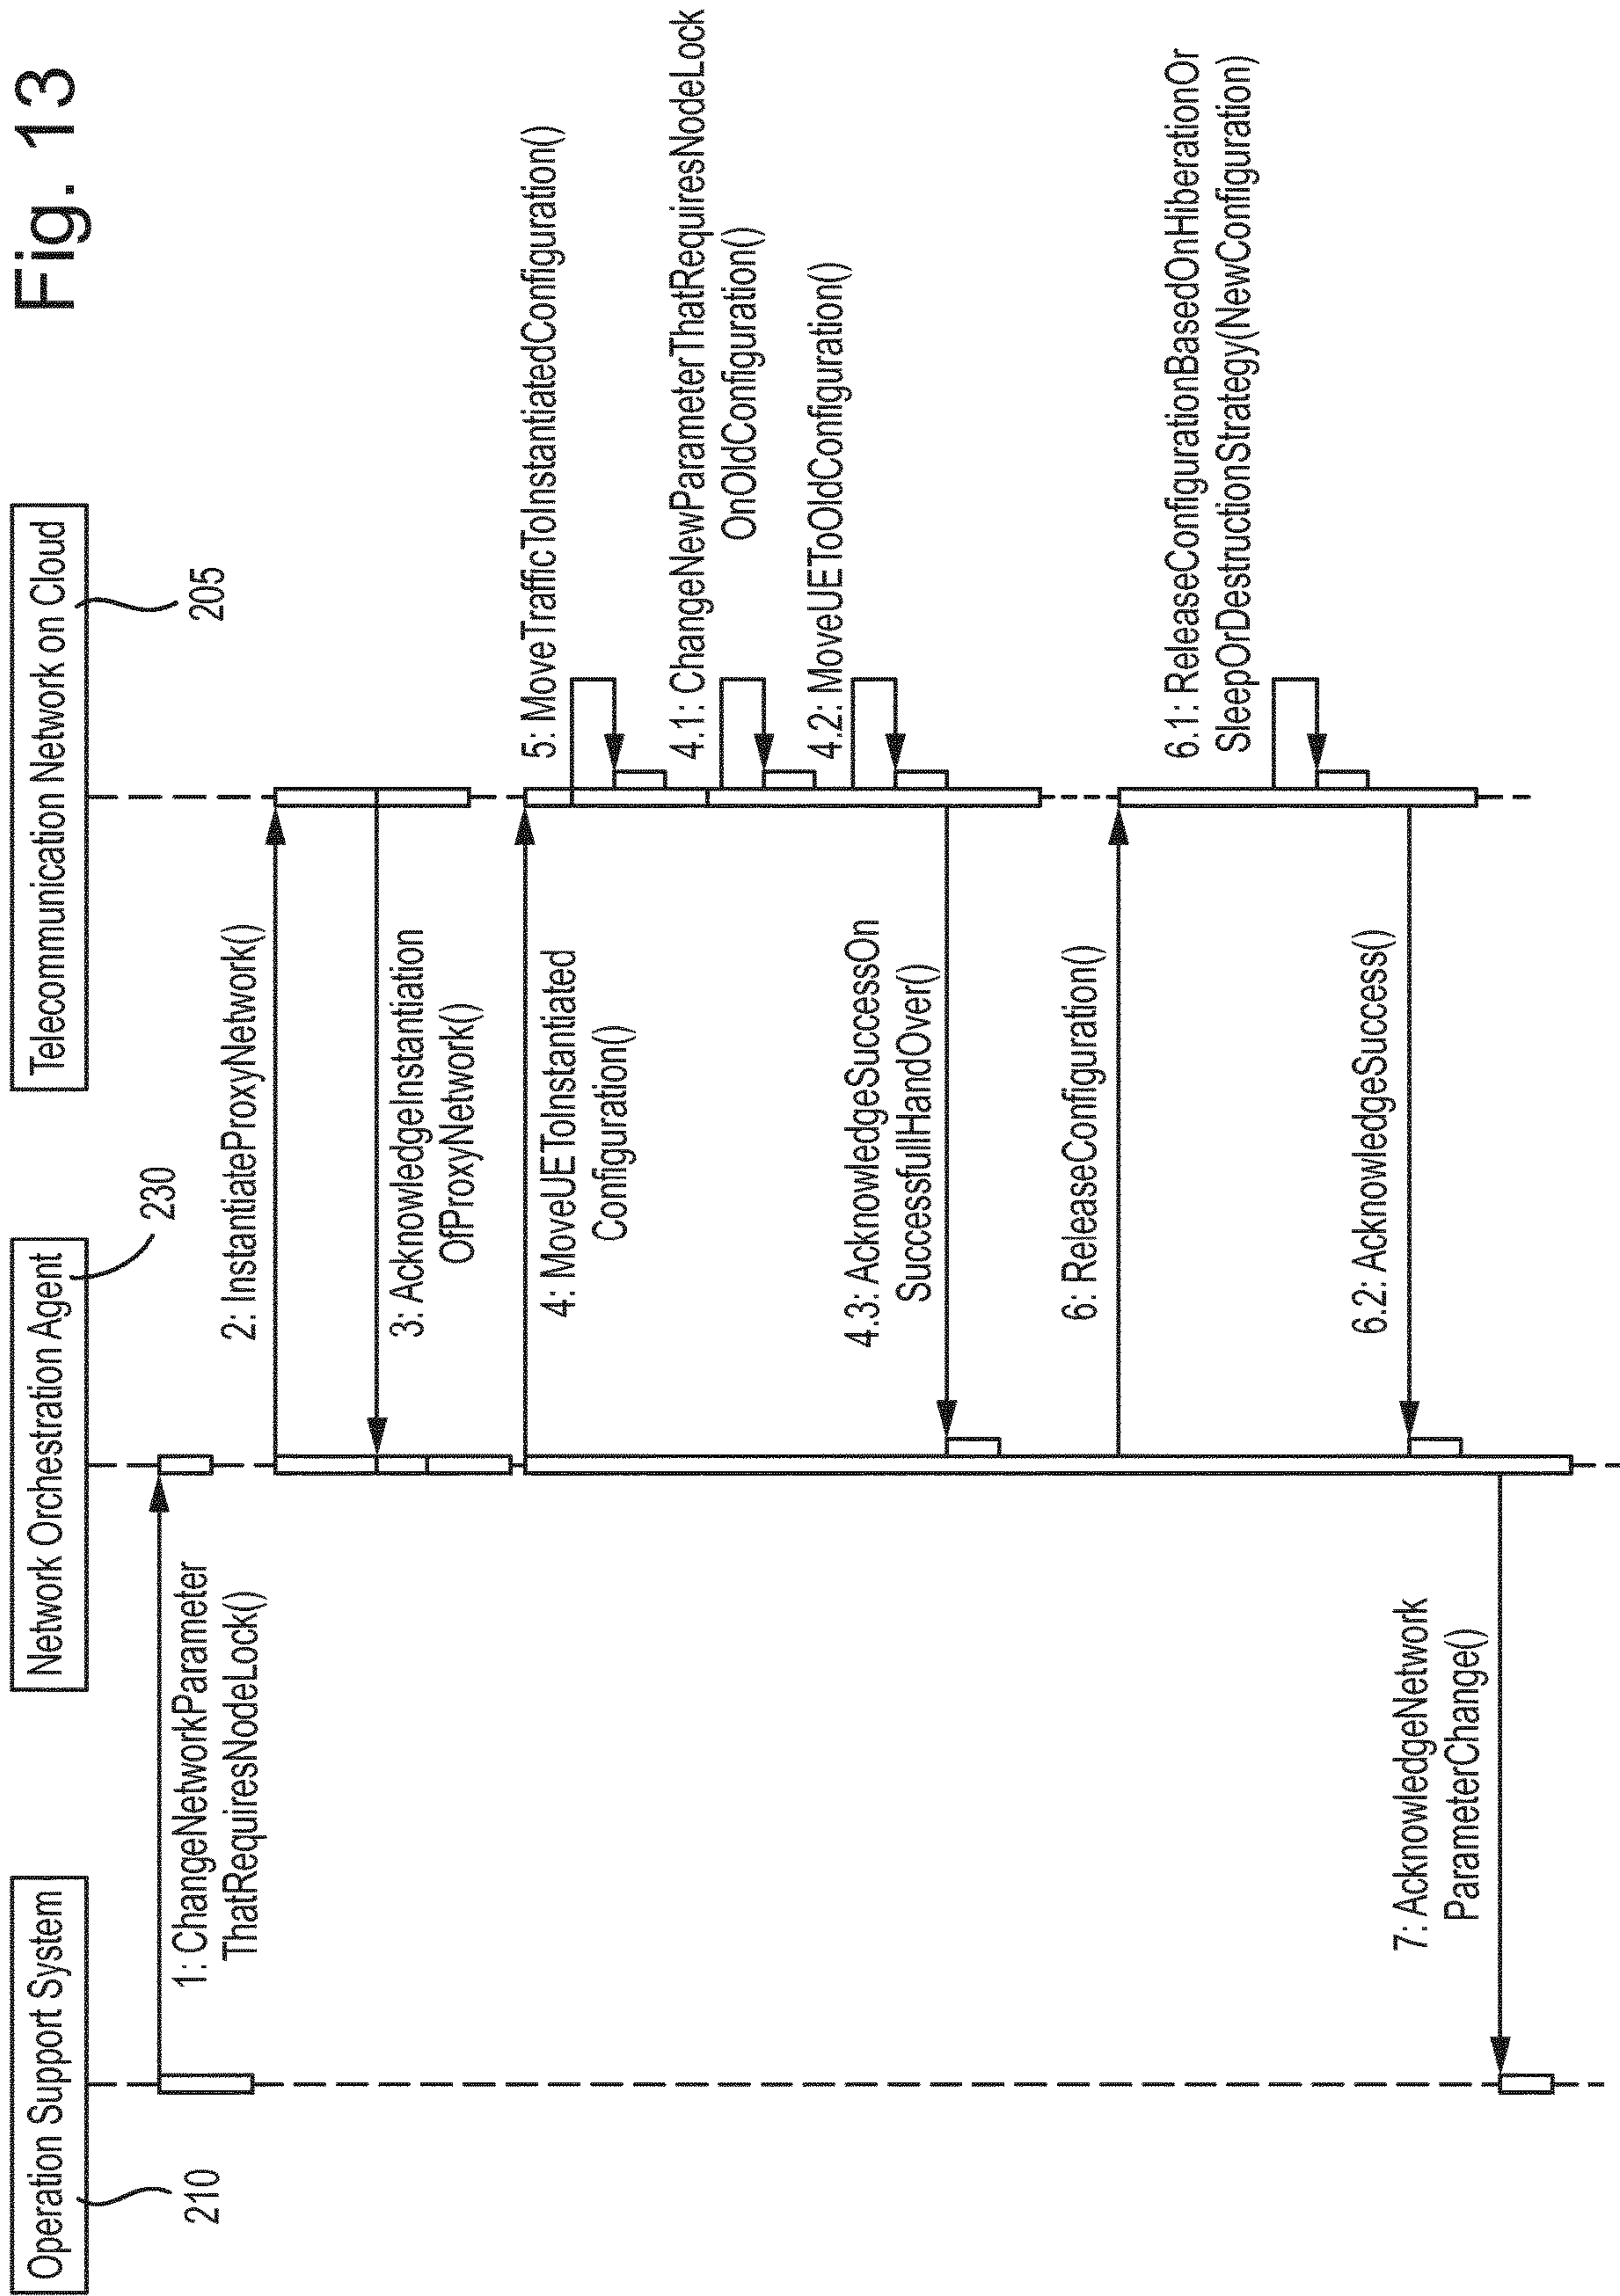 Fig. 13
Operation Support System
210
Network Orchestration Agent
230
Telecommunication Network on Cloud
205
1: ChangeNetworkParameter
ThatRequiresNodeLock()
2: InstantiateProxyNetwork()
3: AcknowledgeInstantiation
OfProxyNetwork()
4: MoveUEToInstantiated
Configuration()
5: MoveTrafficToInstantiatedConfiguration()
4.1: ChangeNewParameterThatRequiresNodeLock
OnOldConfiguration()
4.2: MoveUEToOldConfiguration()
4.3: AcknowledgeSuccessOn
SuccessfullHandOver()
6: ReleaseConfiguration()
6.1: ReleaseConfigurationBasedOnHiberationOr
SleepOrDestructionStrategy(NewConfiguration)
6.2: AcknowledgeSuccess()
7: AcknowledgeNetwork
ParameterChange()